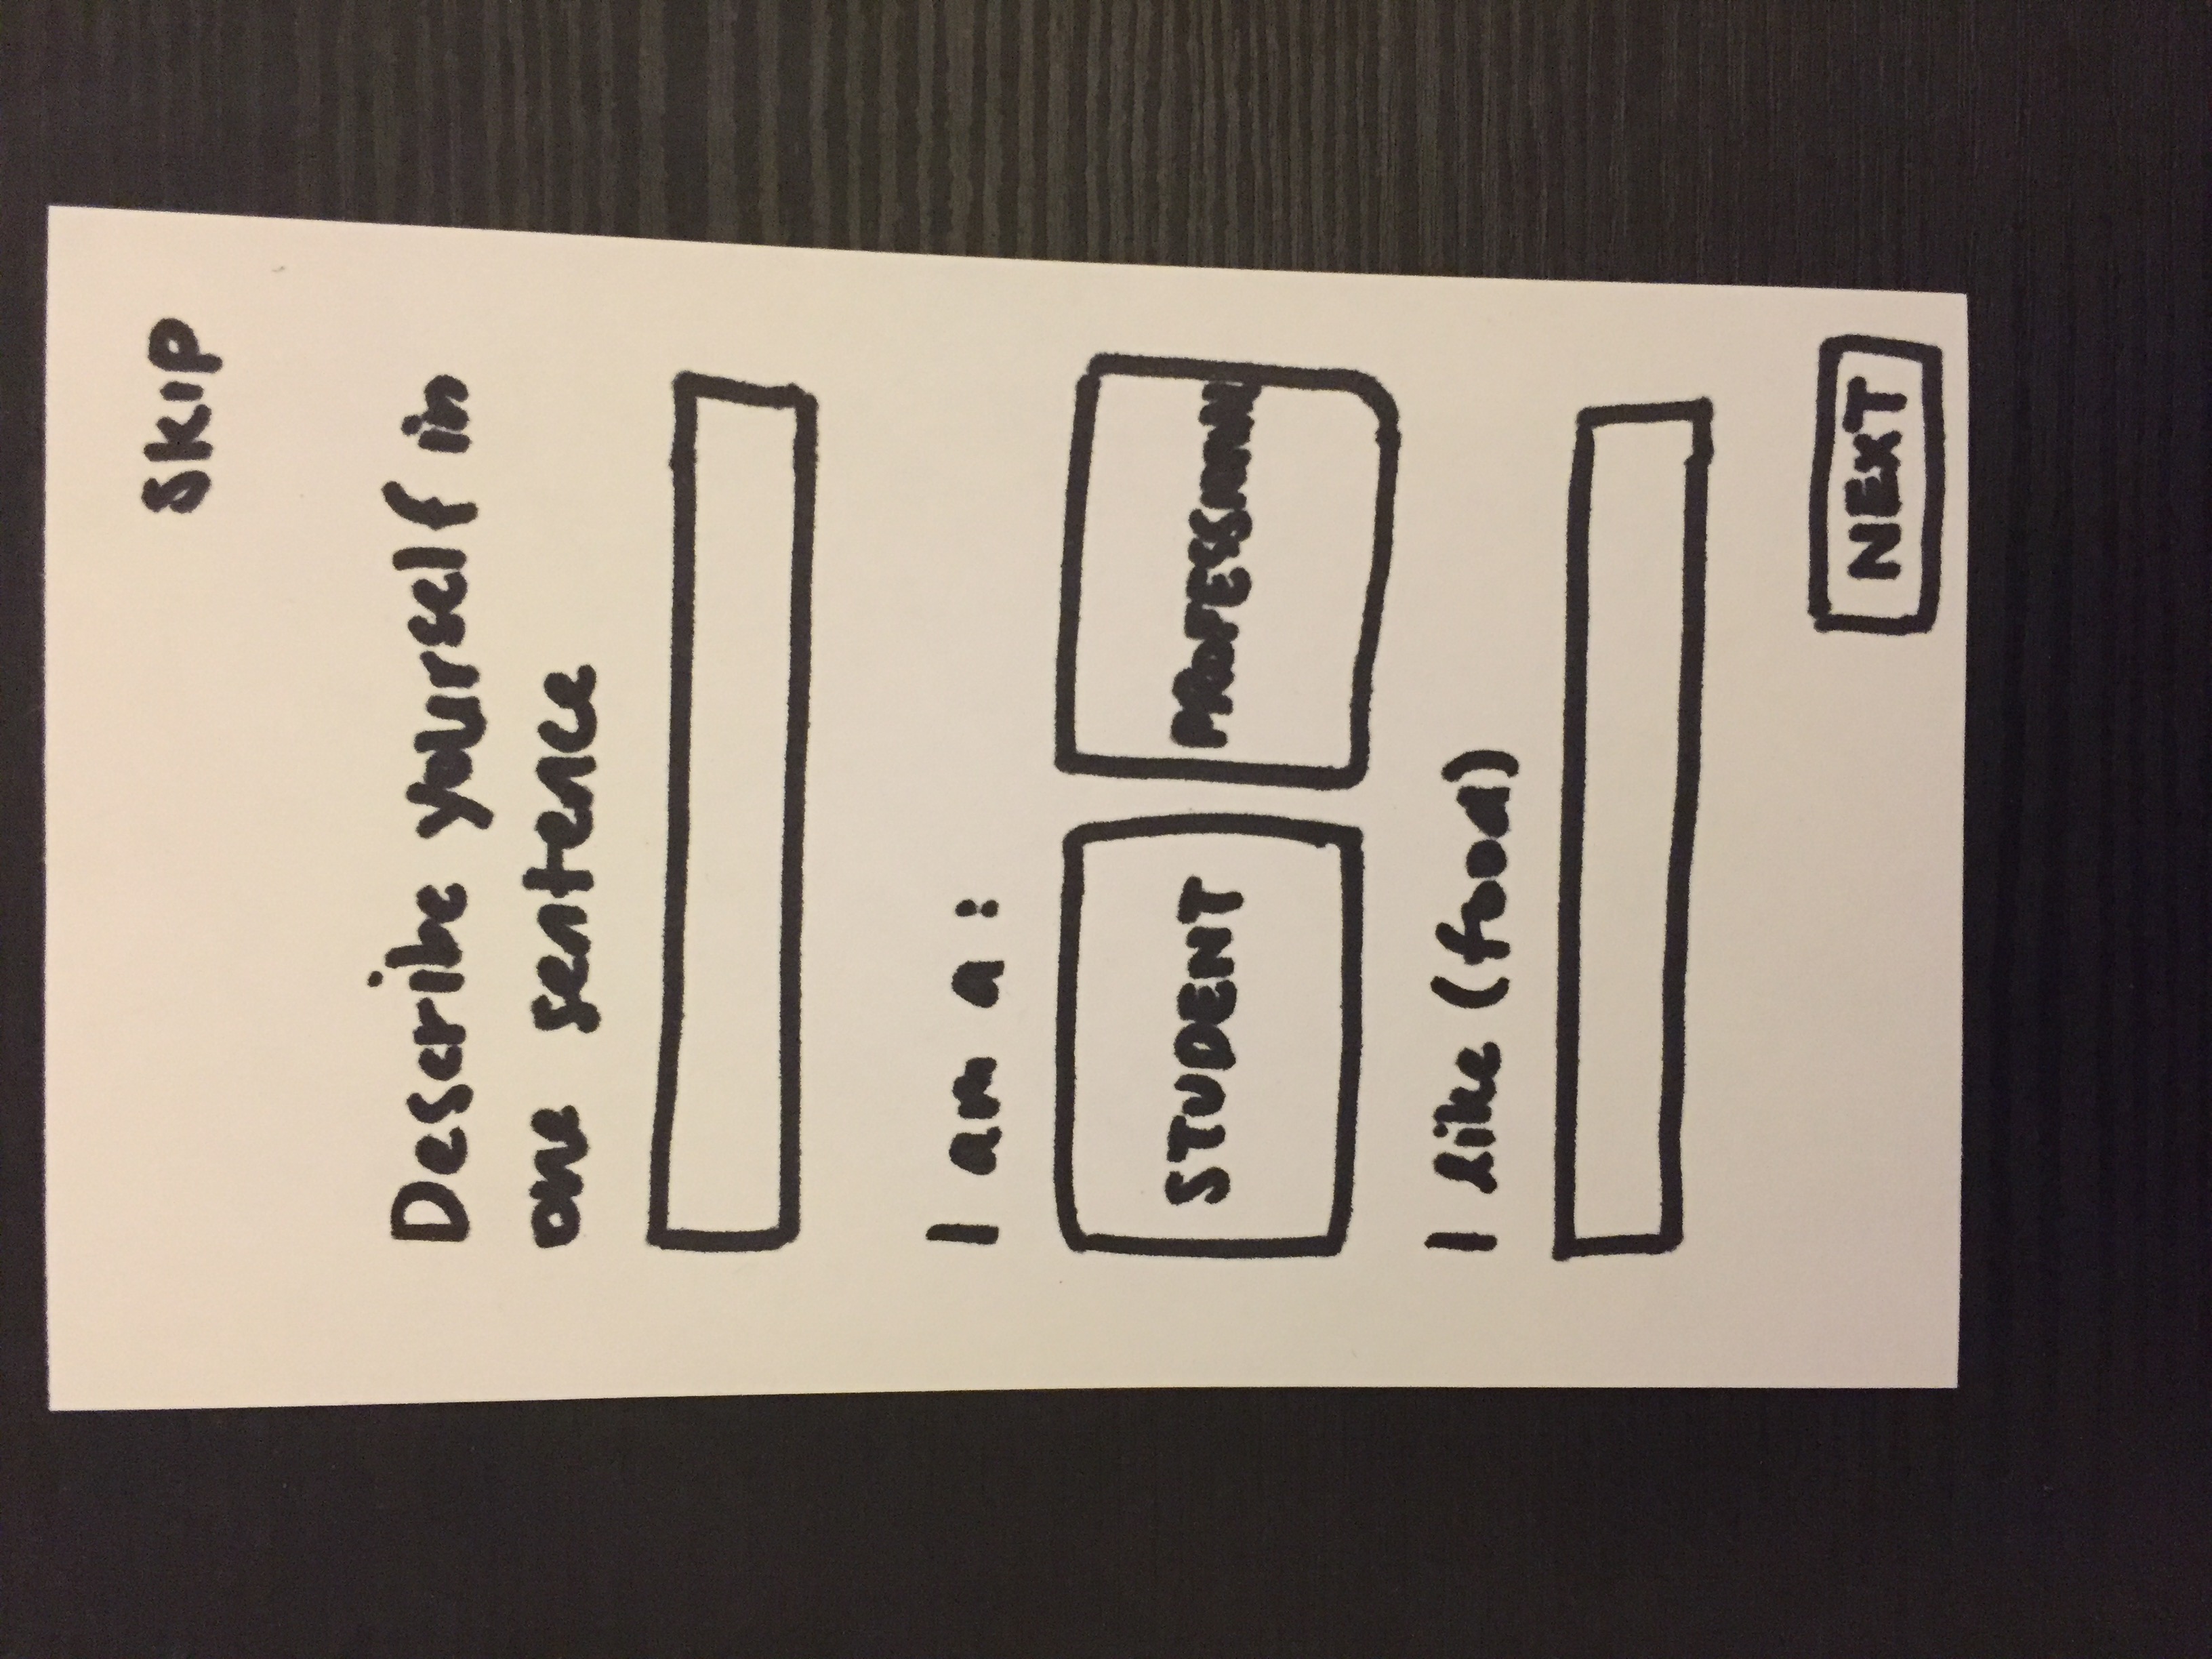 SKIP
Describe yourself in
one sentence
I am a :
STUDENT
PROFESSIONAL
I like (food)
NEXT